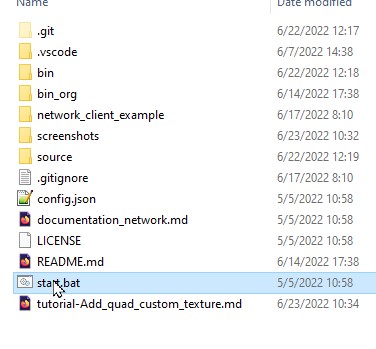 Name Date modified
.git 6/22/2022 12:17
.vscode 6/7/2022 14:38
bin 6/22/2022 12:18
bin_org 6/14/2022 17:38
network_client_example 6/17/2022 8:10
screenshots 6/23/2022 10:32
source 6/22/2022 12:19
.gitignore 6/17/2022 8:10
config.json 5/5/2022 10:58
documentation_network.md 5/5/2022 10:58
LICENSE 5/5/2022 10:58
README.md 6/14/2022 17:38
start.bat 5/5/2022 10:58
tutorial-Add_quad_custom_texture.md 6/23/2022 10:34